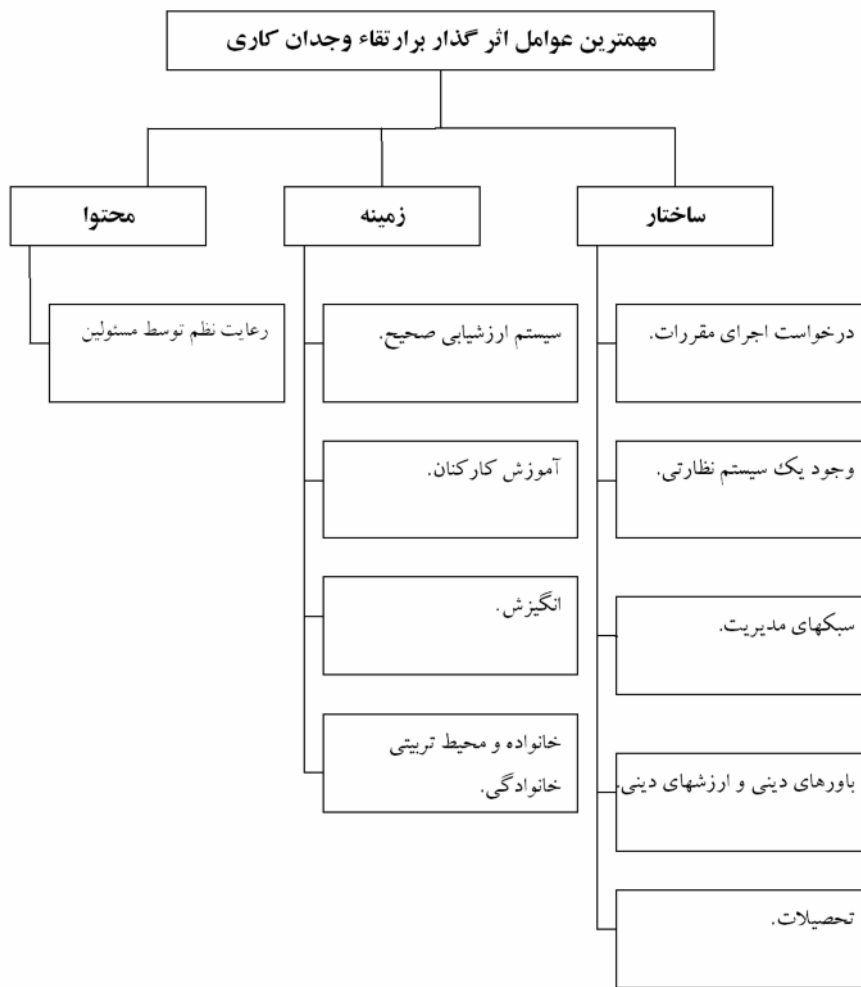 مهمترین عوامل اثر گذار برارتقاء وجدان کاری
ساختار
زمینه
محتوا
درخواست اجرای مقررات.
وجود یک سیستم نظارتی.
سبکهای مدیریت.
باورهای دینی و ارزشهای دینی.
تحصیلات.
سیستم ارزشیابی صحیح.
آموزش کارکنان.
انگیزش.
خانواده و محیط تربیتی
خانوادگی.
رعایت نظم توسط مسئولین